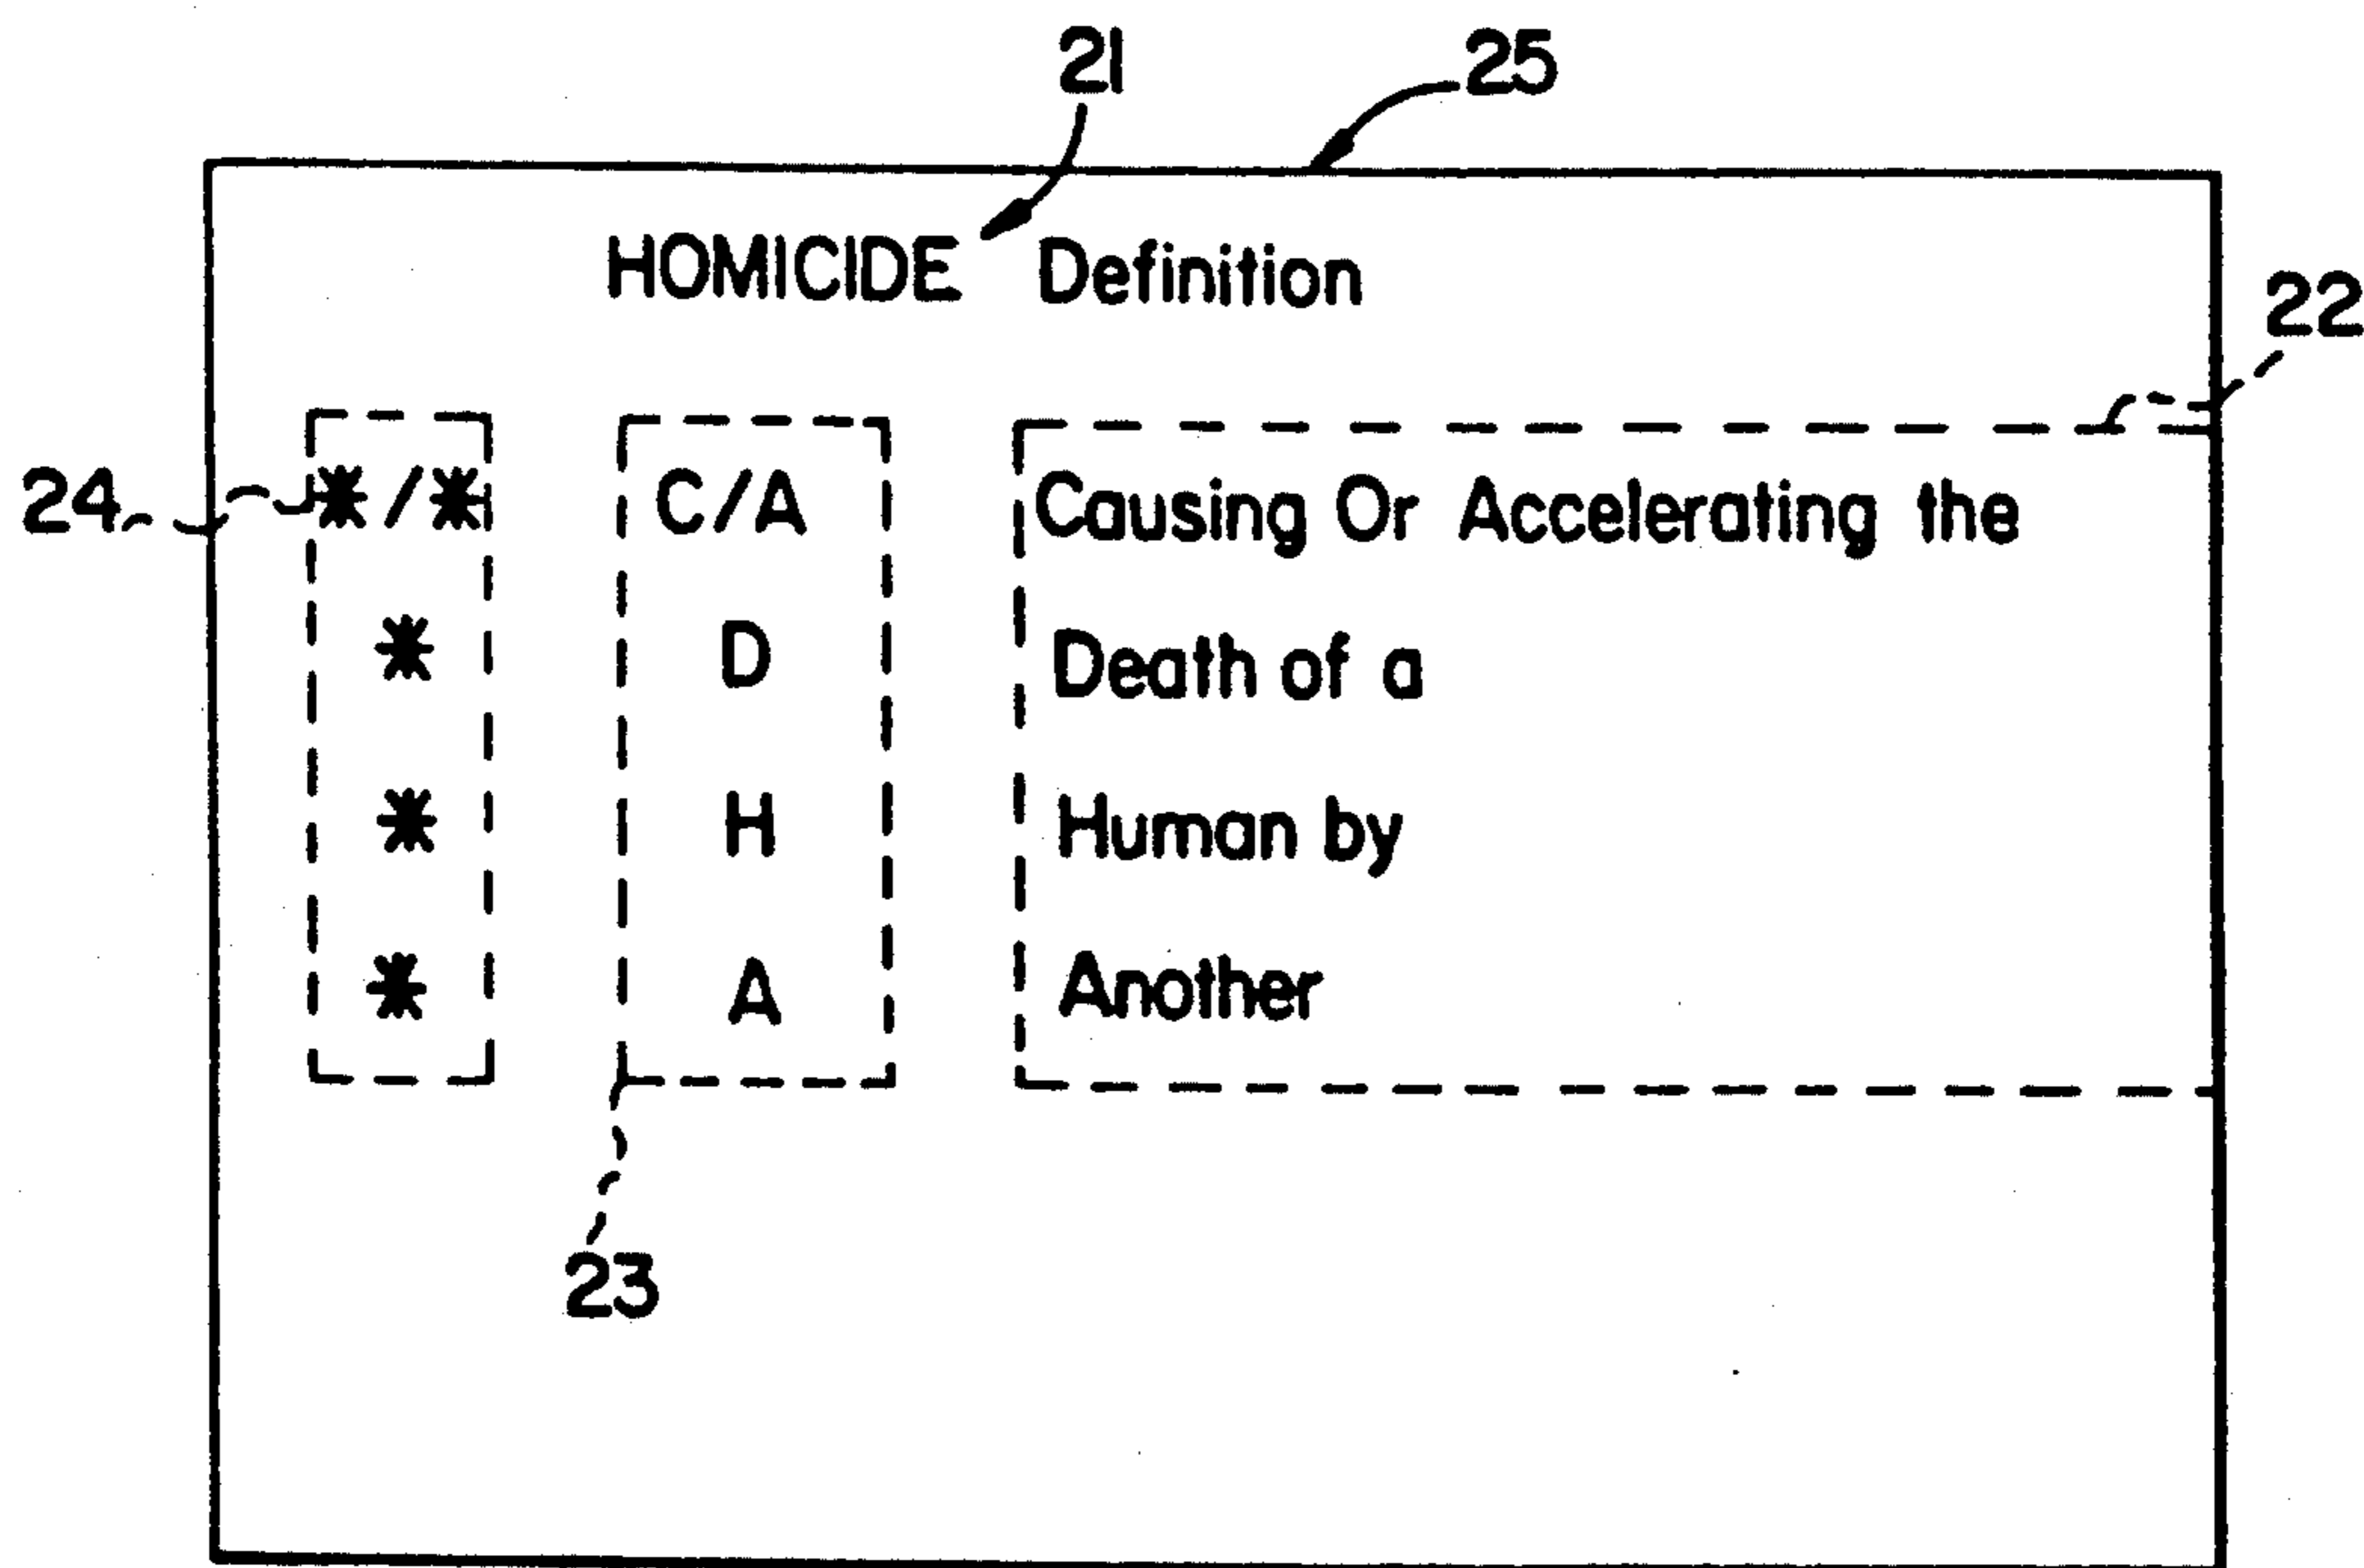 21 25
HOMICIDE Definition
22
24 */* C/A Causing Or Accelerating the
* D Death of a
* H Human by
* A Another
23